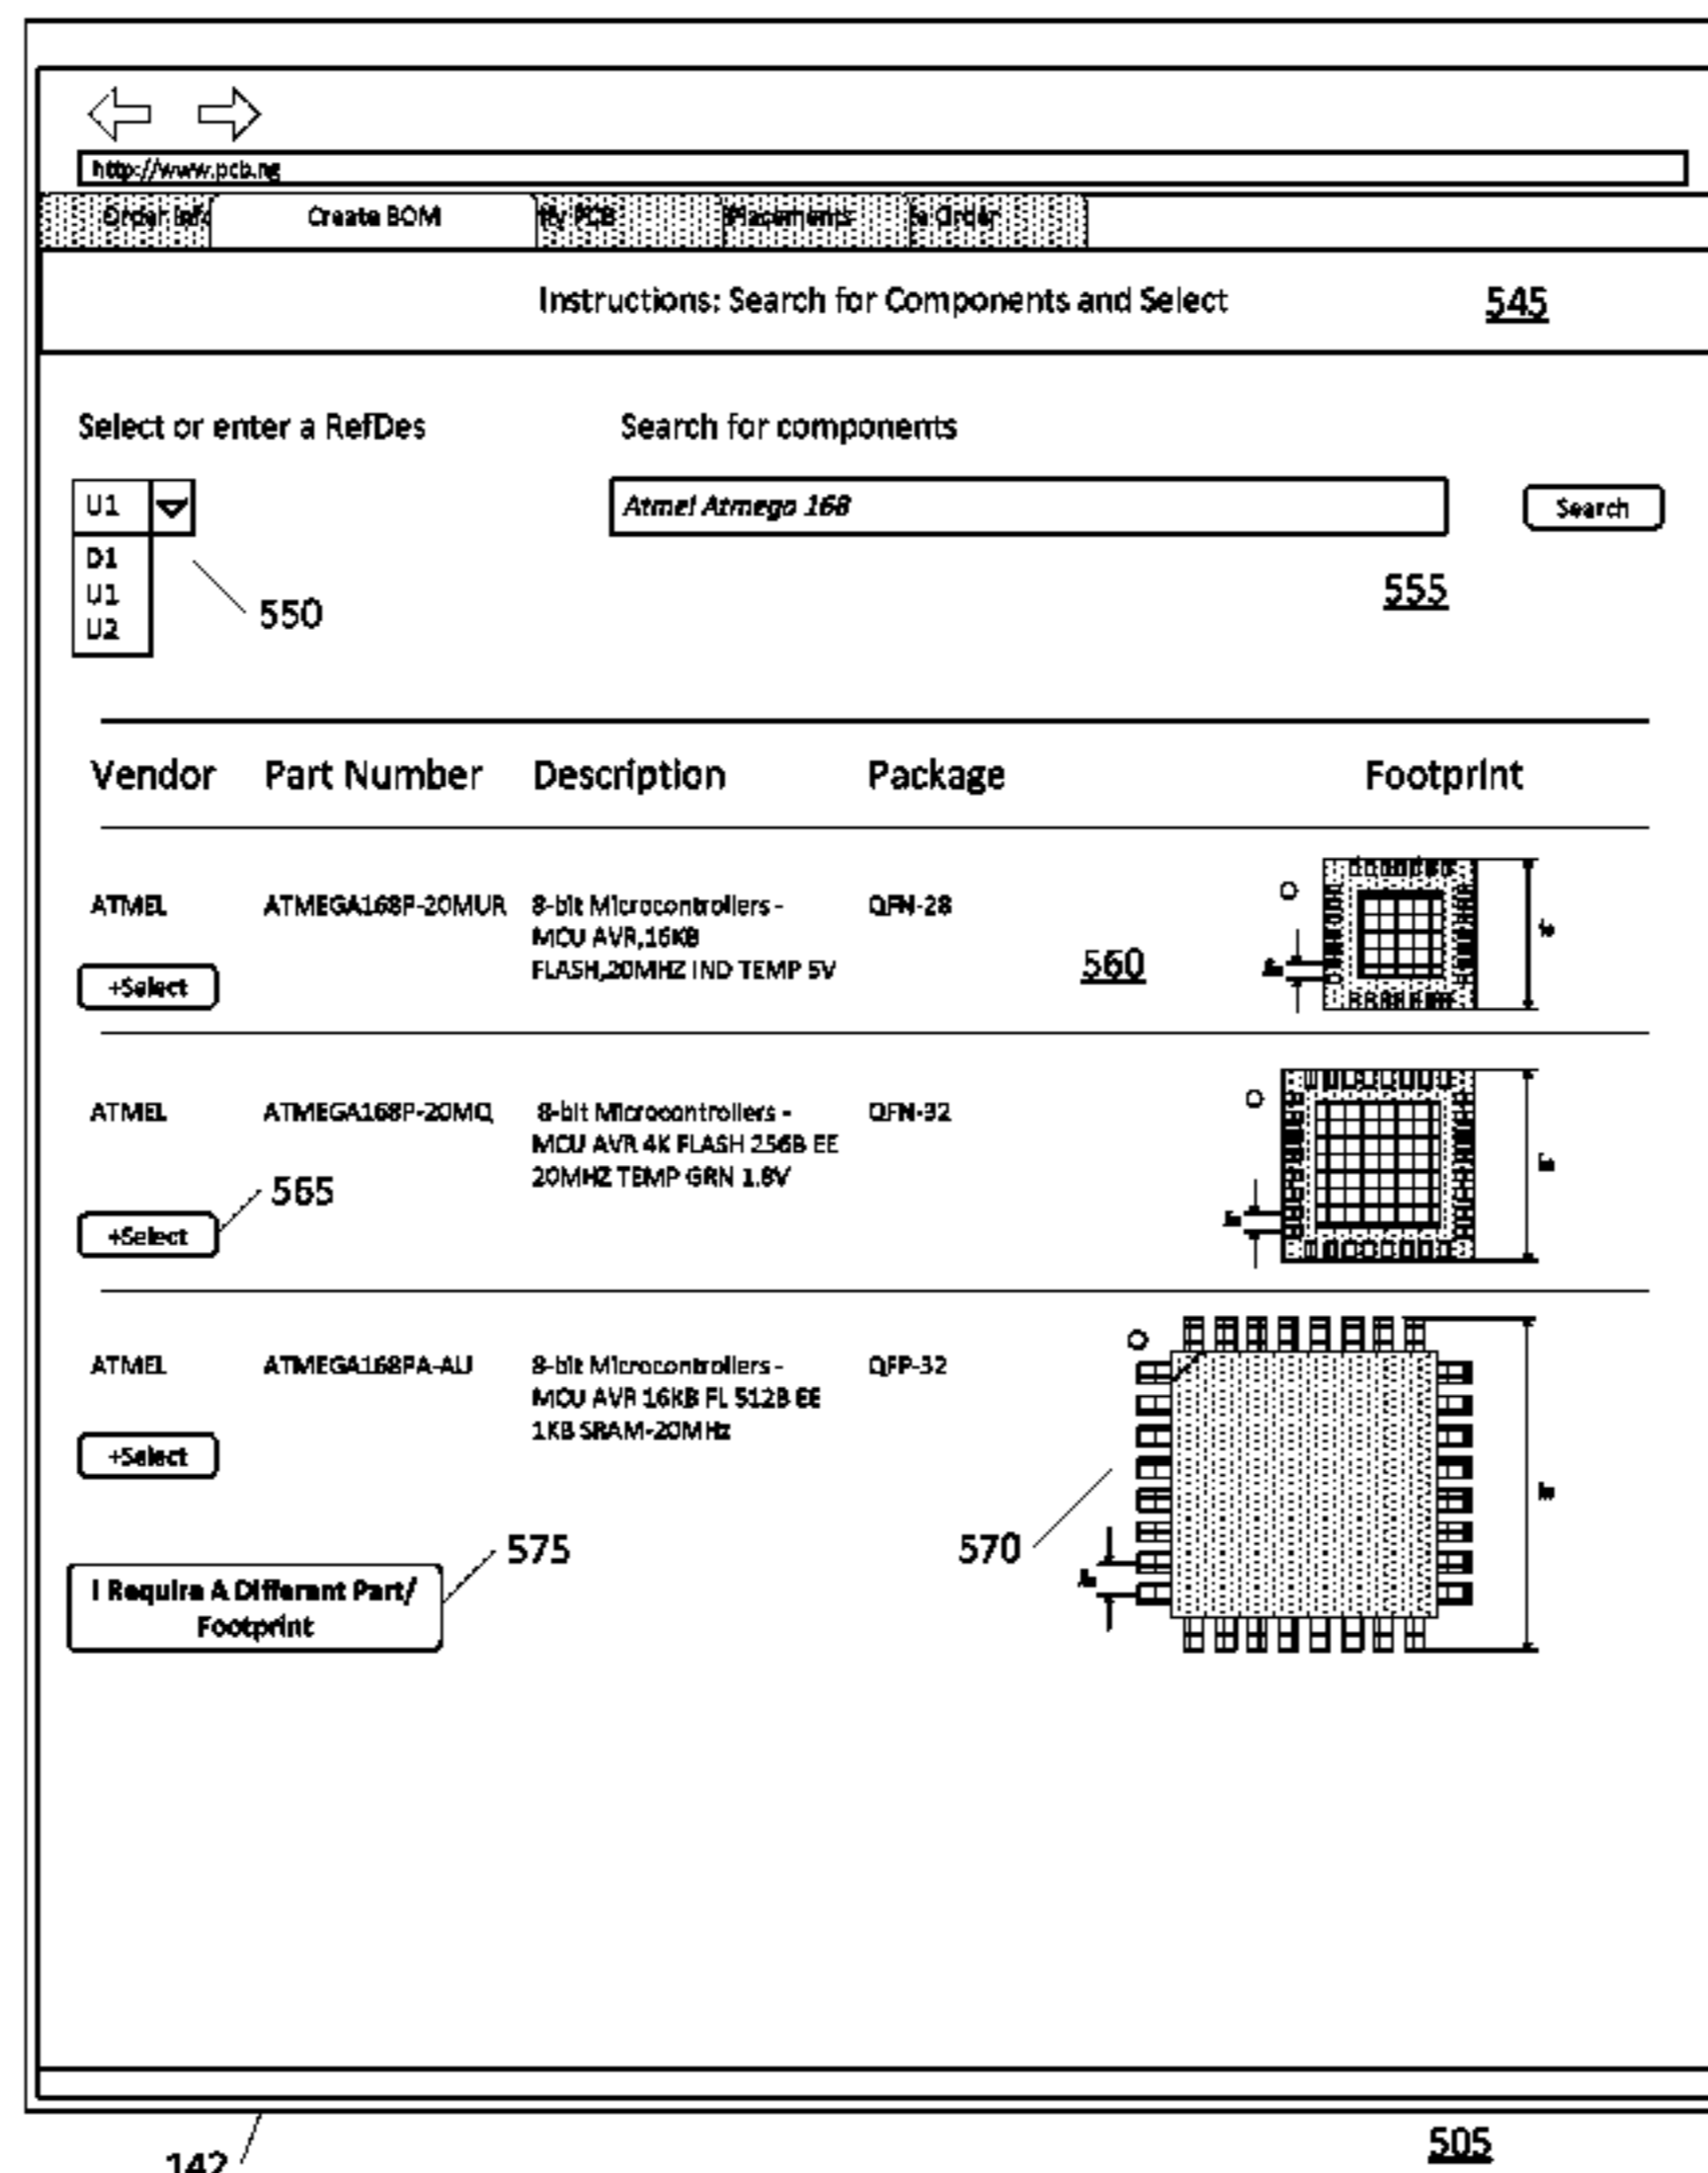 http://www.pcb.ng
Order Info Create BOM PCB Placements Order
Instructions: Search for Components and Select 545
Select or enter a RefDes Search for components
U1 Atmel Atmega 168 Search
D1
U1
U2
550
555
Vendor Part Number Description Package Footprint
ATMEL ATMEGA168P-20MUR 8-bit Microcontrollers - QFN-28
MCU AVR,16KB
FLASH,20MHZ IND TEMP 5V
560
+Select
ATMEL ATMEGA168P-20MQ 8-bit Microcontrollers - QFN-32
MCU AVR 4K FLASH 256B EE
20MHZ TEMP GRN 1.8V
565
+Select
ATMEL ATMEGA168PA-AU 8-bit Microcontrollers - QFP-32
MCU AVR 16KB FL 512B EE
1KB SRAM-20MHz
+Select
575
570
I Require A Different Part/
Footprint
142
505